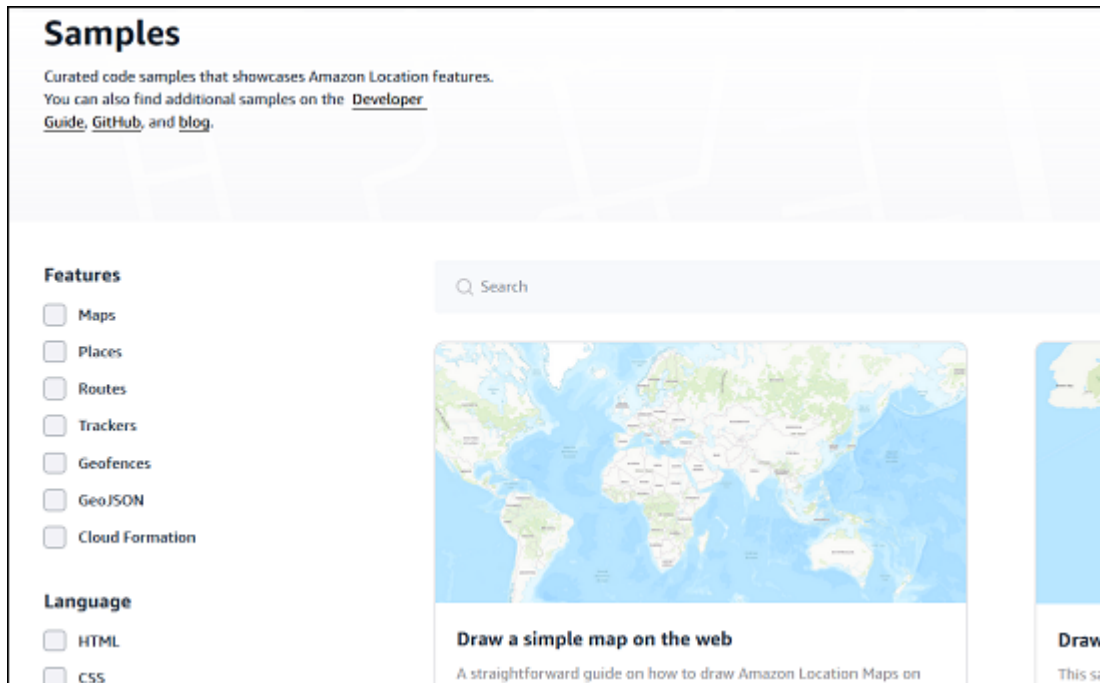 Samples
Curated code samples that showcases Amazon Location features.
You can also find additional samples on the Developer
Guide, GitHub, and blog.
Features
Search
Maps
Places
Routes
Trackers
Geofences
GeoJSON
Cloud Formation
Language
HTML
CSS
Draw a simple map on the web
A straightforward guide on how to draw Amazon Location Maps on
Draw
This sa